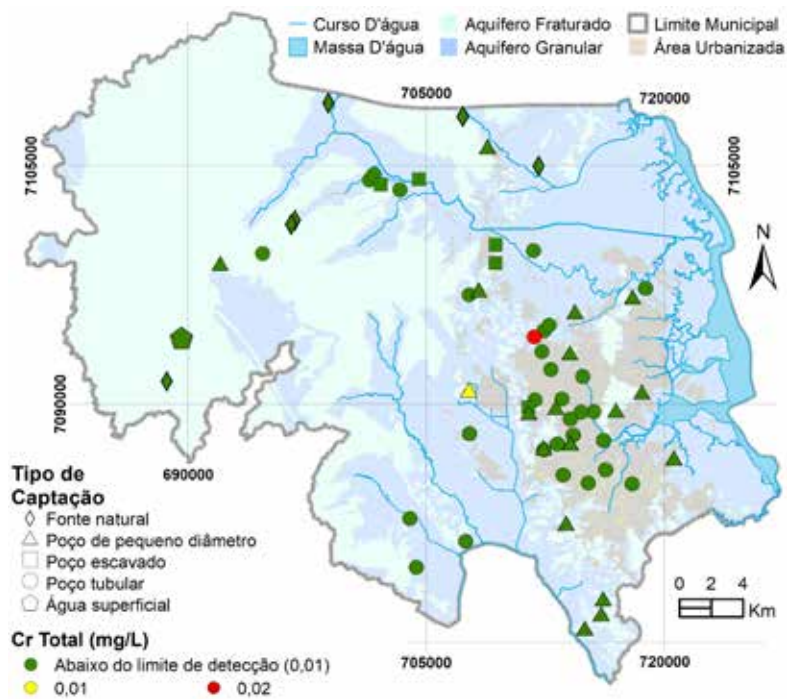 Curso D'água
Aquífero Fraturado
Limite Municipal
Massa D'água
Aquífero Granular
Área Urbanizada
705000
720000
7105000
7105000
N
7090000
7090000
690000
Tipo de
Captação
Fonte natural
Poço de pequeno diâmetro
Poço escavado
Poço tubular
Água superficial
0 2 4
Km
Cr Total (mg/L)
Abaixo do limite de detecção (0,01)
0,01
0,02
705000
720000